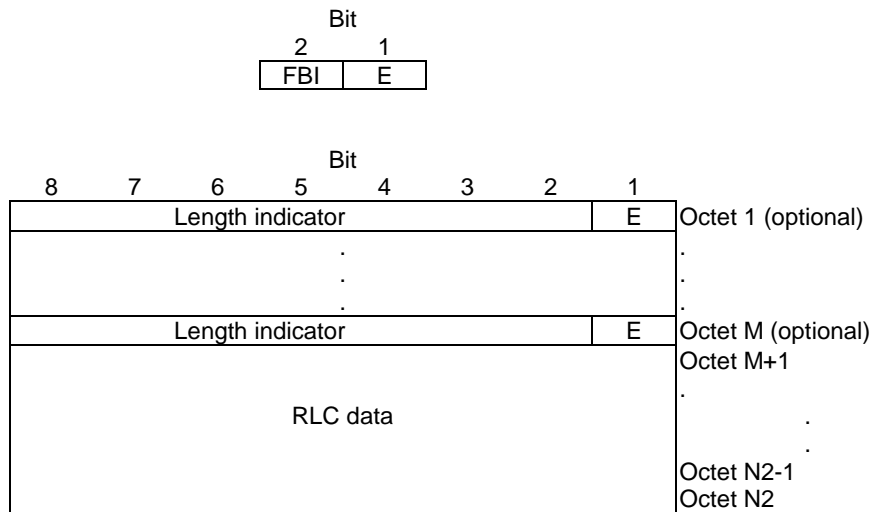 Bit
2 1
FBI E
Bit
8 7 6 5 4 3 2 1
Length indicator E Octet 1 (optional)
. .
. .
. .
Length indicator E Octet M (optional)
Octet M+1
.
RLC data .
.
Octet N2-1
Octet N2